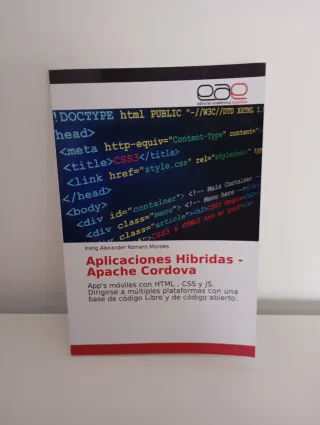 eae
editorial académica española
!DOCTYPE html PUBLIC "-//W3C//DTD XHTML 1.
head>
<meta http-equiv="Content-Type" content=
<title>CSS3</title>
<link href="style.css" rel="stylesheet"
</head>
<body>
<div id="container"> <!-- Main Container --
<div class="menu"> <!-- Menu here -->
<div class="article"><h2>
Irving Alexander Romero Morales
Aplicaciones Hibridas -
Apache Cordova
App's móviles con HTML , CSS y JS.
Dirigirse a múltiples plataformas con una
base de código Libre y de código abierto.